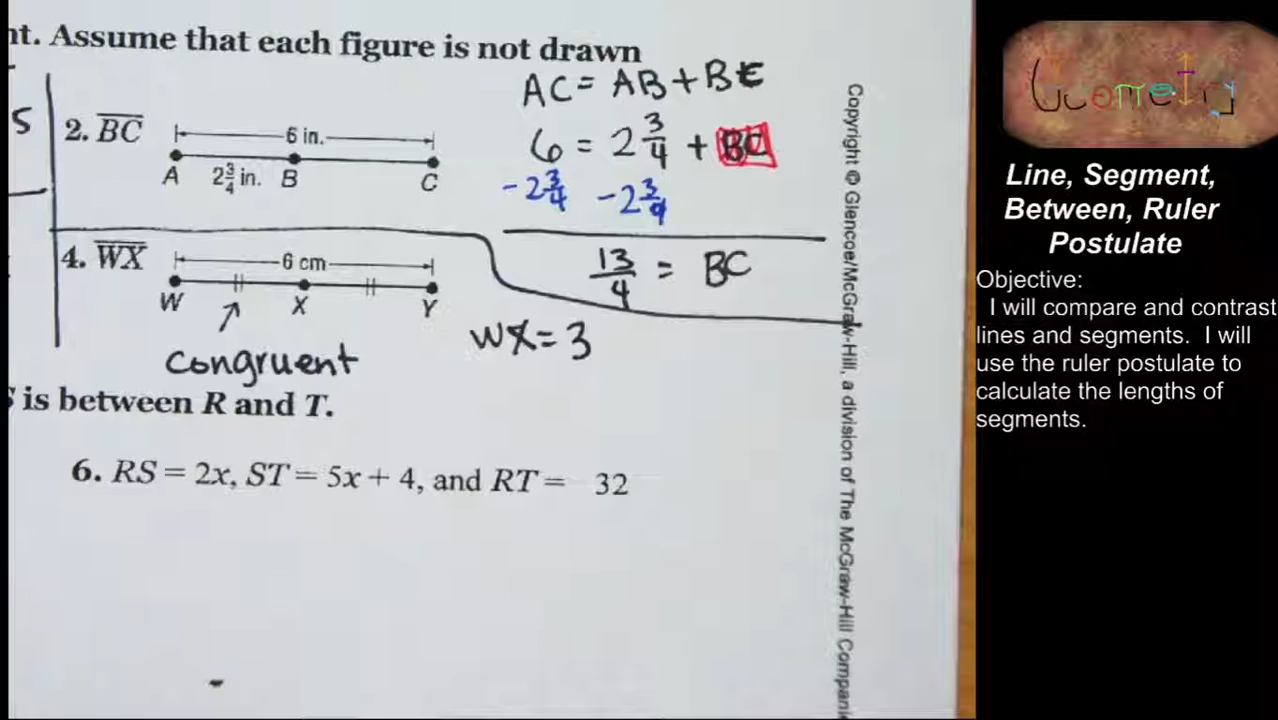 nt. Assume that each figure is not drawn
S
2. BC
6 in.
A 2 3/4 in. B C
AC = AB + BC
6 = 2 3/4 + BC
- 2 3/4 - 2 3/4
13/4 = BC
4. WX
6 cm
W X Y
congruent
WX = 3
S is between R and T.
6. RS = 2x, ST = 5x + 4, and RT = 32
Copyright © Glencoe/McGraw-Hill, a division of The McGraw-Hill Compani
Geometry
Line, Segment,
Between, Ruler
Postulate
Objective:
I will compare and contrast
lines and segments. I will
use the ruler postulate to
calculate the lengths of
segments.